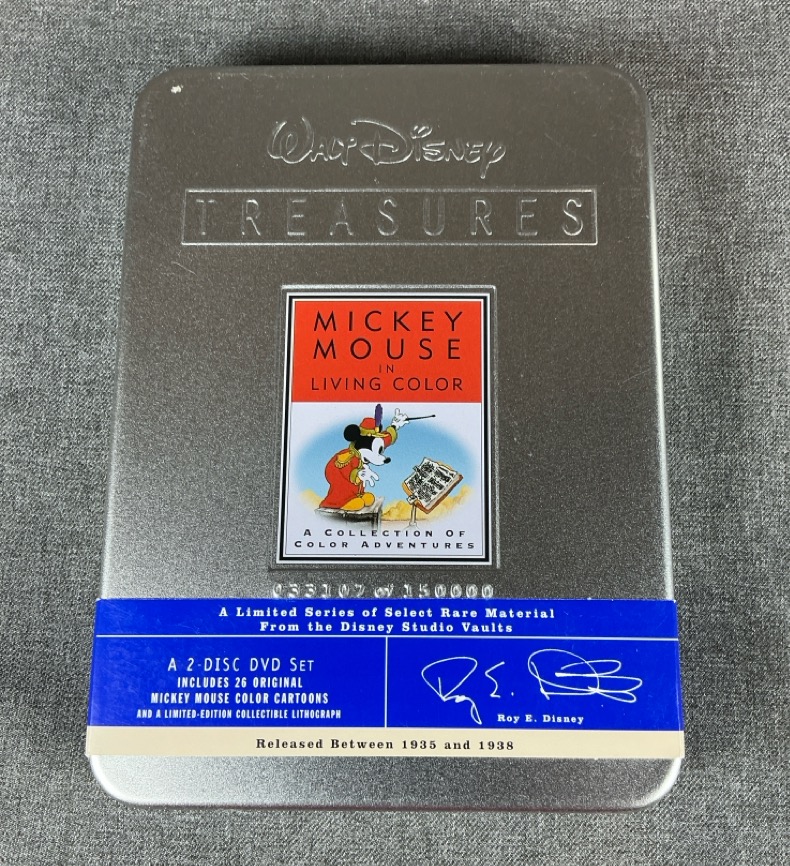 WALT DISNEY
TREASURES
MICKEY
MOUSE
IN
LIVING COLOR
A COLLECTION OF
COLOR ADVENTURES
033107 of 150000
A Limited Series of Select Rare Material
From the Disney Studio Vaults
A 2-DISC DVD SET
INCLUDES 26 ORIGINAL
MICKEY MOUSE COLOR CARTOONS
AND A LIMITED-EDITION COLLECTIBLE LITHOGRAPH
Roy E. Disney
Roy E. Disney
Released Between 1935 and 1938